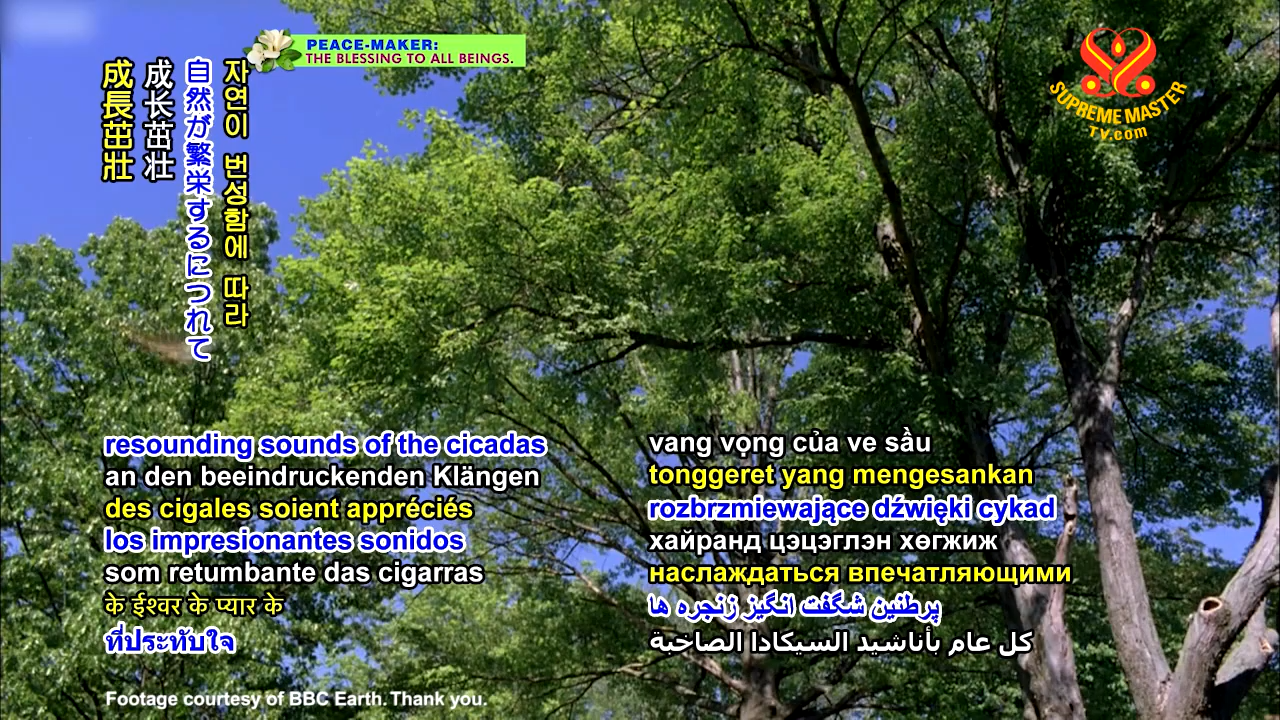 PEACE-MAKER:
THE BLESSING TO ALL BEINGS.
SUPREME MASTER
TV.com
成長茁壯
成长茁壮
自然が繁栄するにつれて
자연이 번성함에 따라
resounding sounds of the cicadas
an den beeindruckenden Klängen
des cigales soient appréciés
los impresionantes sonidos
som retumbante das cigarras
के ईश्वर के प्यार के
ที่ประทับใจ
vang vọng của ve sầu
tonggeret yang mengesankan
rozbrzmiewające dźwięki cykad
хайранд цэцэглэн хөгжиж
наслаждаться впечатляющими
پرطنین شگفت انگیز زنجره ها
كل عام بأناشيد السيكادا الصاخبة
Footage courtesy of BBC Earth. Thank you.